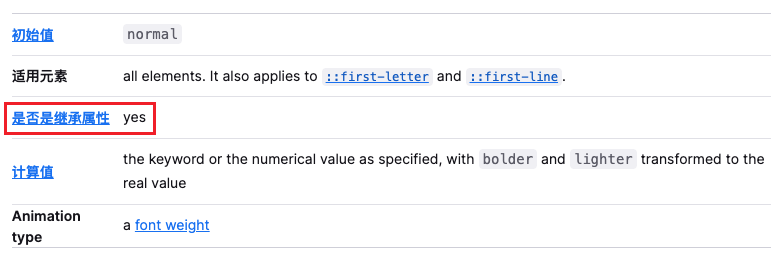 初始值 normal
适用元素 all elements. It also applies to ::first-letter and ::first-line.
是否是继承属性 yes
计算值 the keyword or the numerical value as specified, with bolder and lighter transformed to the
real value
Animation
type a font weight